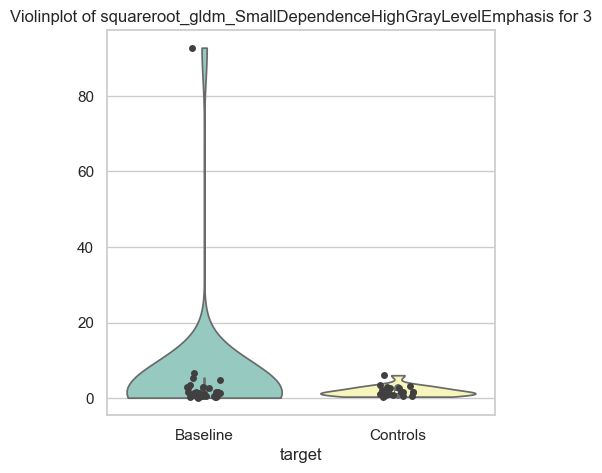 Violinplot of squareroot_gldm_SmallDependenceHighGrayLevelEmphasis for 3
80
60
40
20
0
Baseline
Controls
target